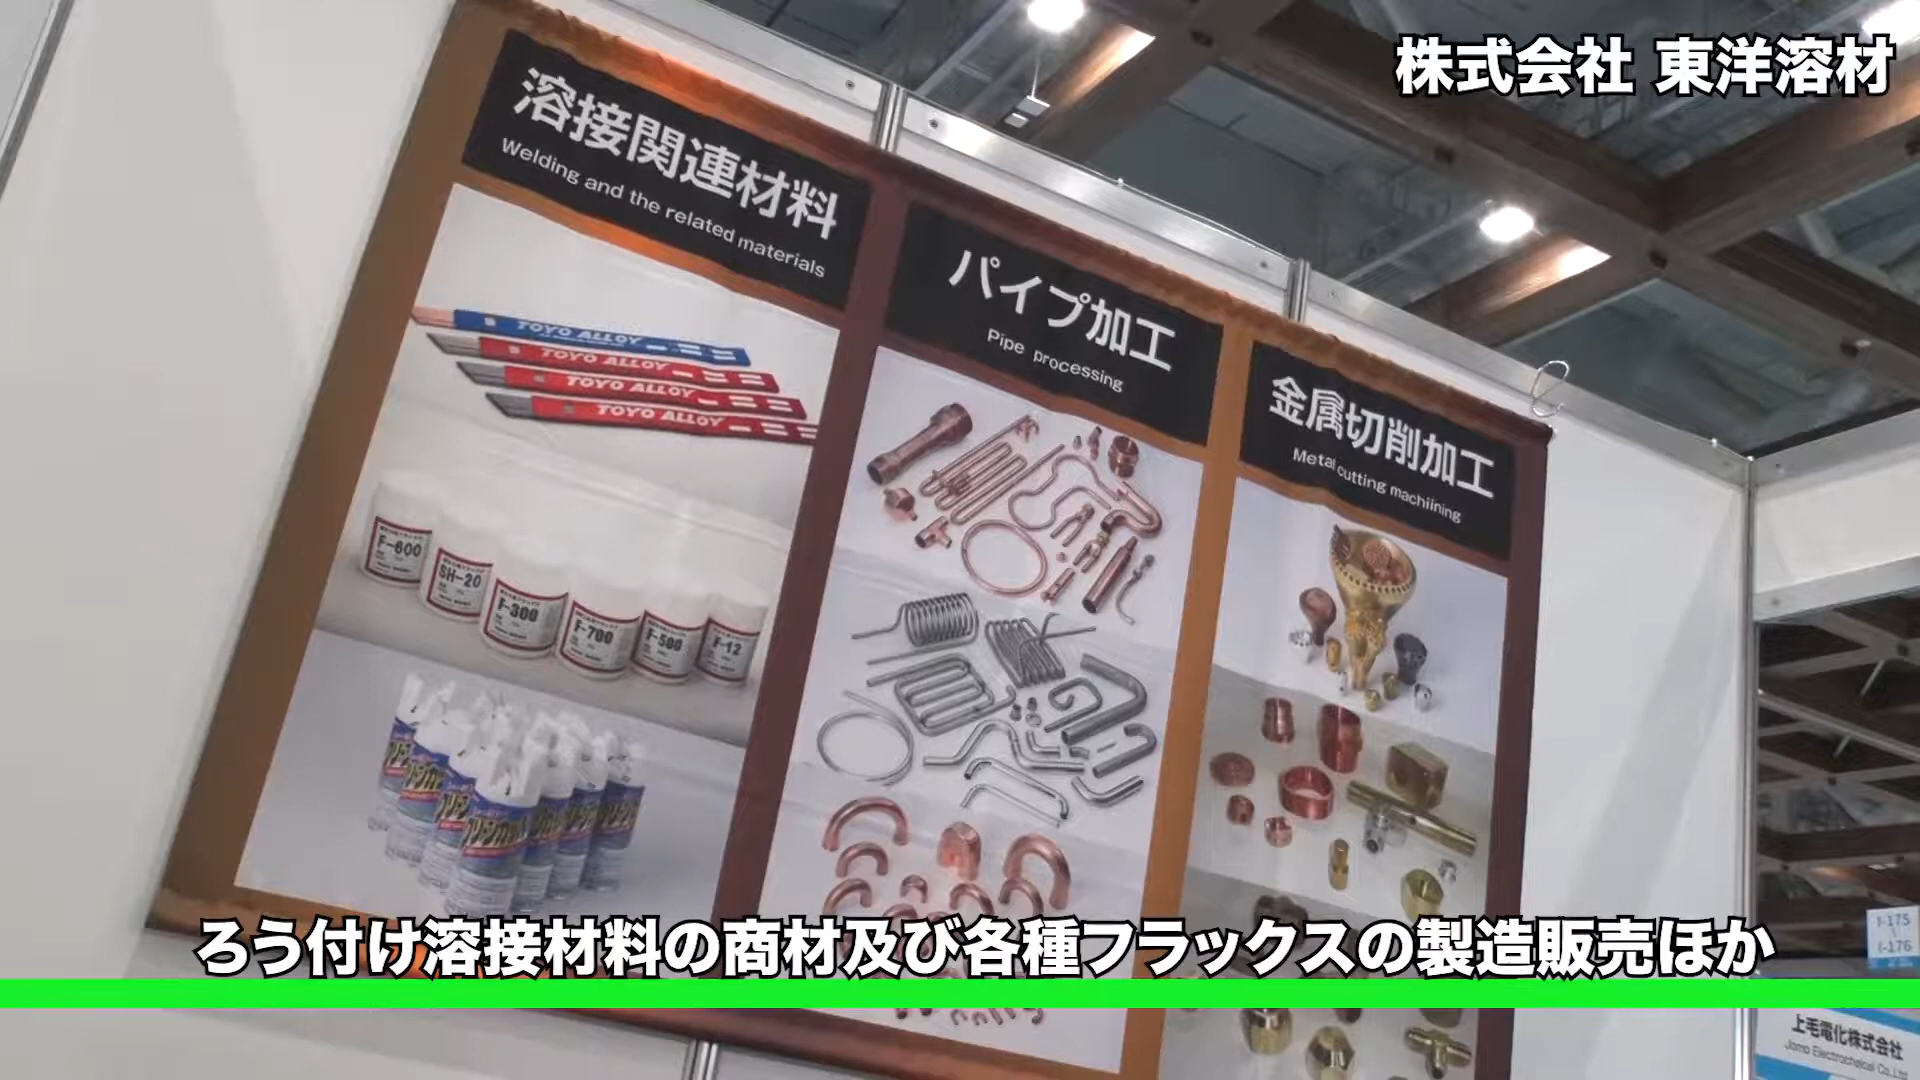 株式会社 東洋溶材
溶接関連材料
Welding and the related materials
パイプ加工
Pipe processing
金属切削加工
Metal cutting machiining
TOYO ALLOY
TOYO ALLOY
TOYO ALLOY
TOYO ALLOY
F-600
SH-20
F-300
F-700
F-500
F-12
ろう付け溶接材料の商材及び各種フラックスの製造販売ほか
I-175
I-176
上毛電化株式会社